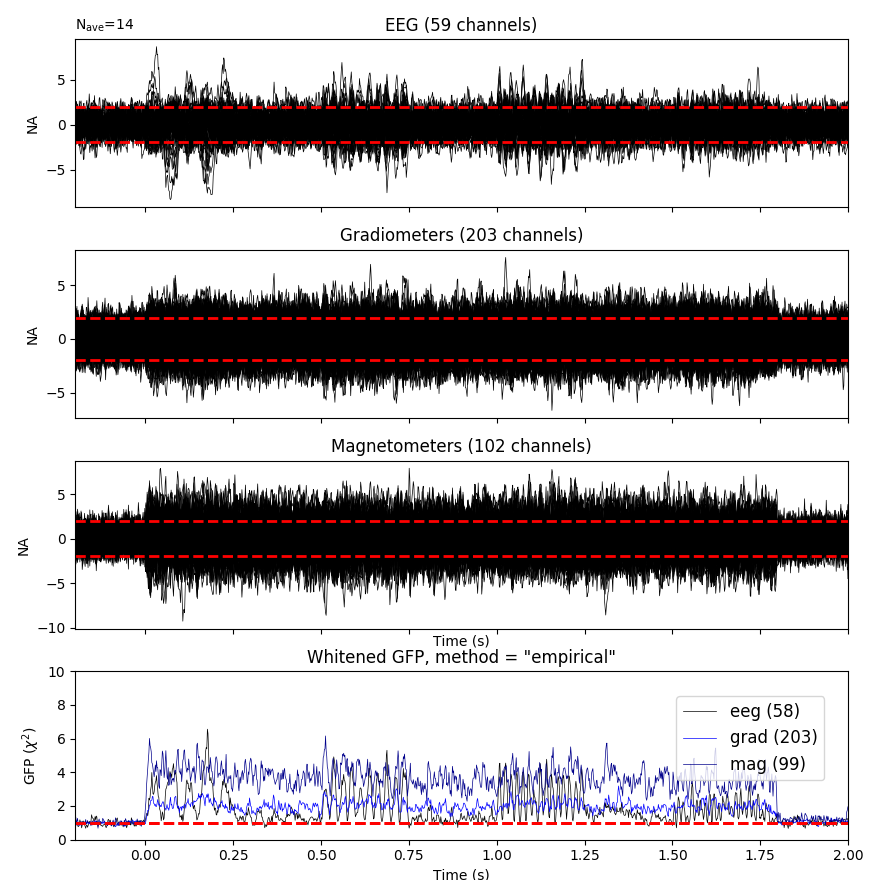 N_ave=14
EEG (59 channels)
5
0
−5
NA
Gradiometers (203 channels)
5
0
−5
NA
Magnetometers (102 channels)
5
0
−5
−10
NA
Time (s)
Whitened GFP, method = "empirical"
10
8
6
4
2
0
GFP (χ²)
eeg (58)
grad (203)
mag (99)
0.00 0.25 0.50 0.75 1.00 1.25 1.50 1.75 2.00
Time (s)